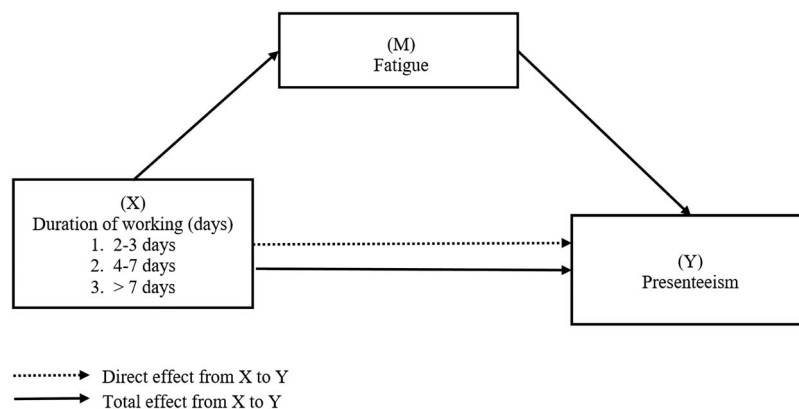 (M)
Fatigue
(X)
Duration of working (days)
1. 2-3 days
2. 4-7 days
3. > 7 days
(Y)
Presenteeism
Direct effect from X to Y
Total effect from X to Y